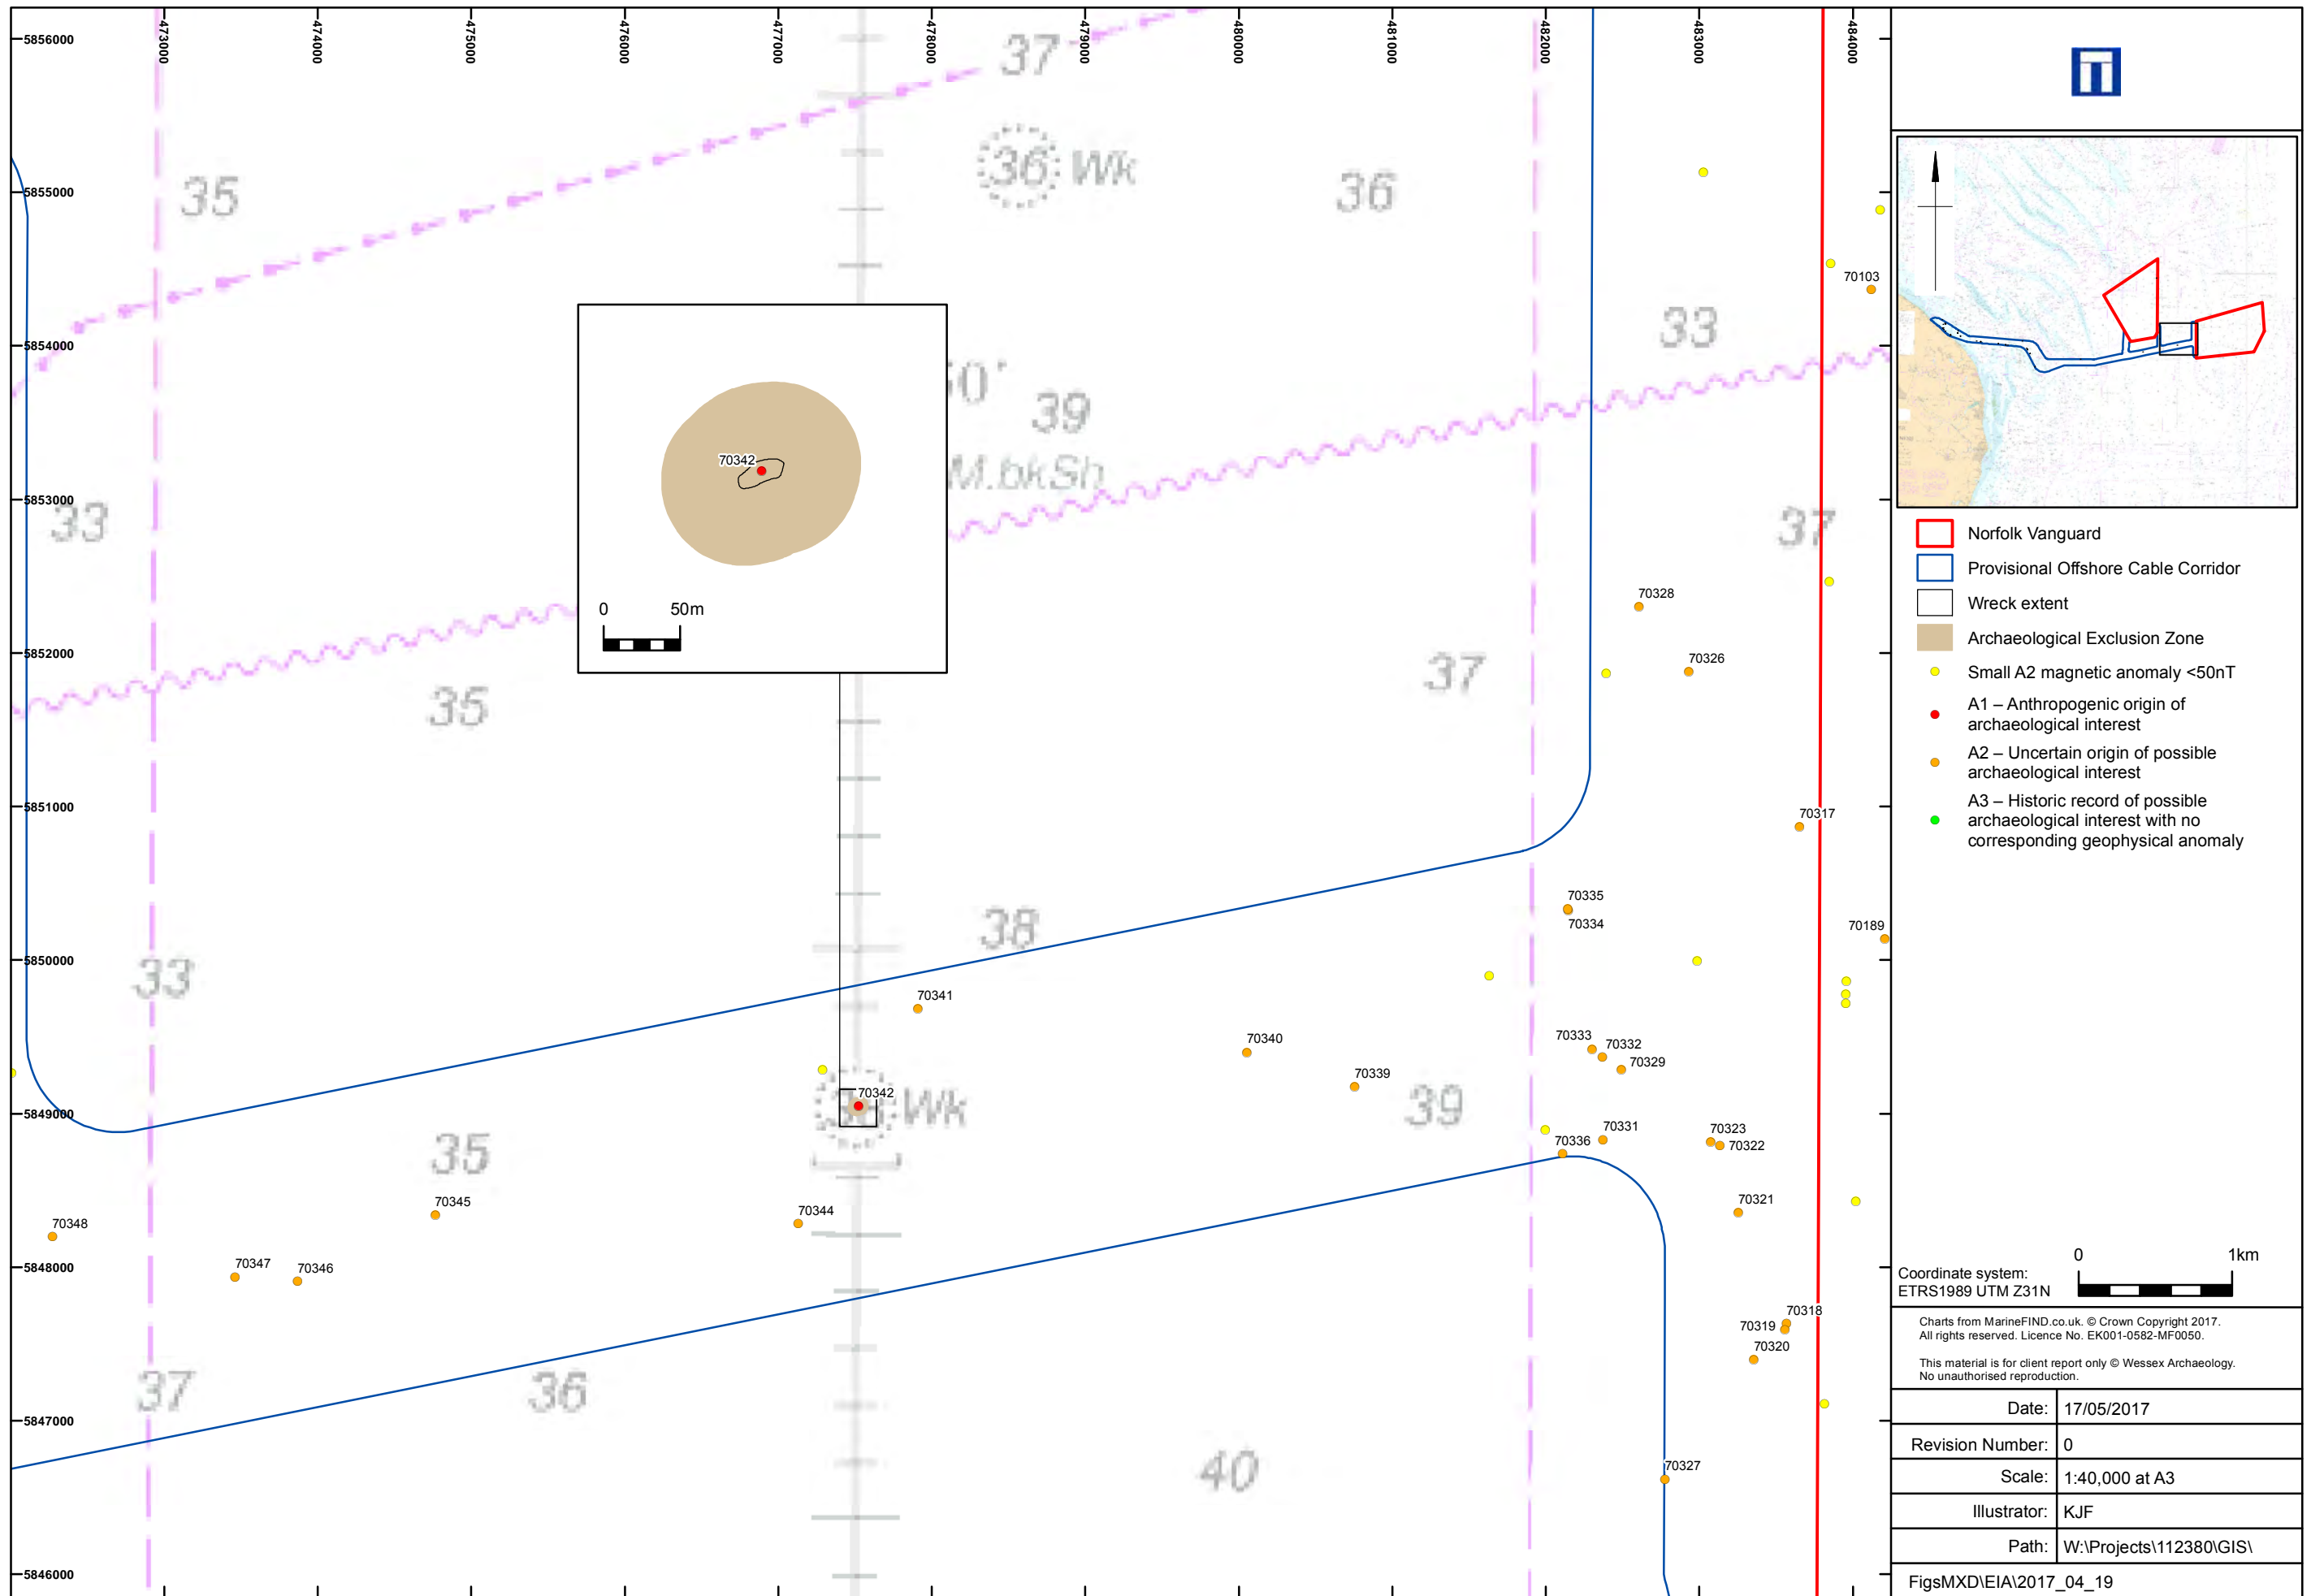 473000
474000
475000
476000
477000
478000
479000
480000
481000
482000
483000
484000
5856000
5855000
5854000
5853000
5852000
5851000
5850000
5849000
5848000
5847000
5846000
37
36 Wk
35
36
33
39
M.bkSh
33
37
37
35
38
33
39
Wk
35
37
36
40
70342
0 50m
70103
70328
70326
70317
70335
70334
70189
70341
70340
70339
70333
70332
70329
70342
70331
70336
70323
70322
70321
70345
70344
70348
70347
70346
70318
70319
70320
70327
Norfolk Vanguard
Provisional Offshore Cable Corridor
Wreck extent
Archaeological Exclusion Zone
Small A2 magnetic anomaly <50nT
A1 – Anthropogenic origin of
archaeological interest
A2 – Uncertain origin of possible
archaeological interest
A3 – Historic record of possible
archaeological interest with no
corresponding geophysical anomaly
0 1km
Coordinate system:
ETRS1989 UTM Z31N
Charts from MarineFIND.co.uk. © Crown Copyright 2017.
All rights reserved. Licence No. EK001-0582-MF0050.
This material is for client report only © Wessex Archaeology.
No unauthorised reproduction.
Date: 17/05/2017
Revision Number: 0
Scale: 1:40,000 at A3
Illustrator: KJF
Path: W:\Projects\112380\GIS\
FigsMXD\EIA\2017_04_19